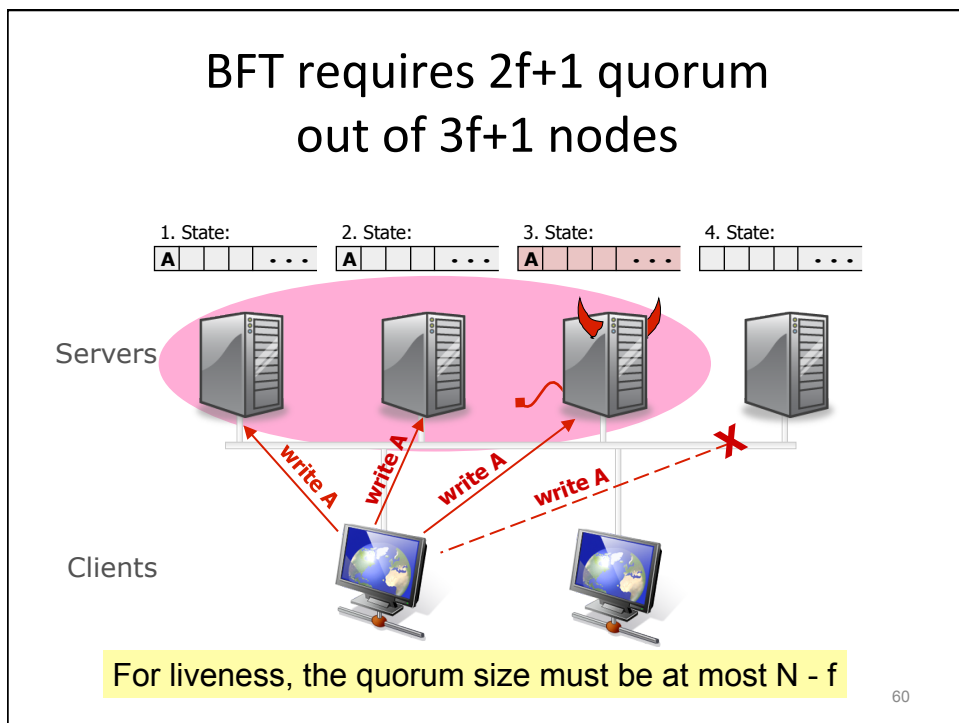 BFT requires 2f+1 quorum
out of 3f+1 nodes
1. State: 2. State: 3. State: 4. State:
A • • • A • • • A • • • • • •
Servers
X
write A write A write A write A
Clients
For liveness, the quorum size must be at most N - f
60